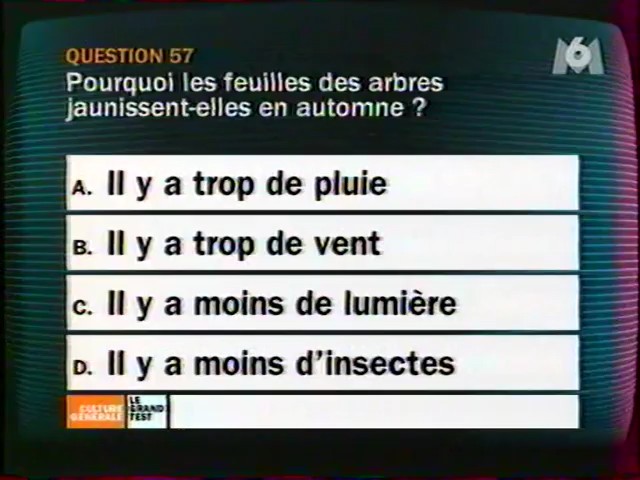 QUESTION 57
M6
Pourquoi les feuilles des arbres
jaunissent-elles en automne ?
A. Il y a trop de pluie
B. Il y a trop de vent
C. Il y a moins de lumière
D. Il y a moins d'insectes
CULTURE
GÉNÉRALE
LE
GRAND
TEST